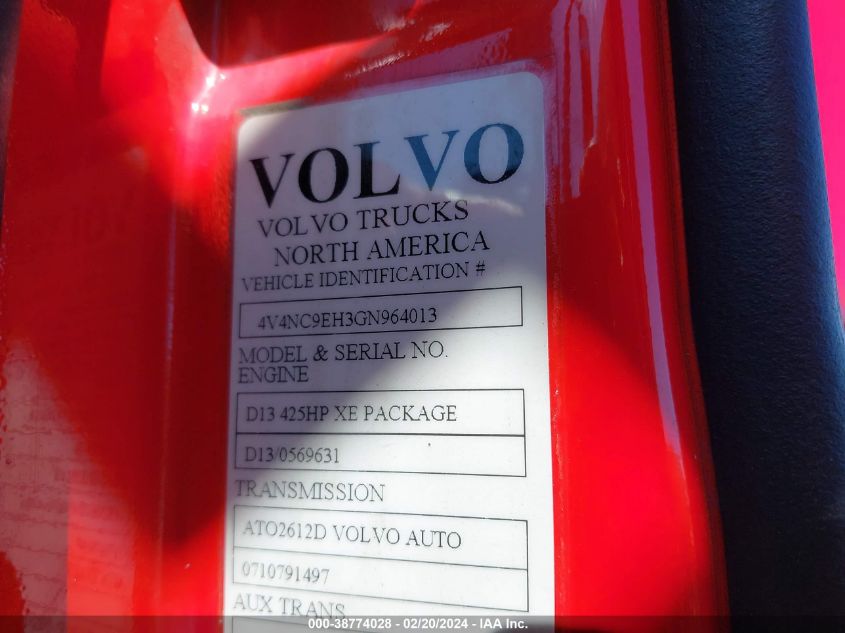 VOLVO
VOLVO TRUCKS
NORTH AMERICA
VEHICLE IDENTIFICATION #
4V4NC9EH3GN964013
MODEL & SERIAL NO.
ENGINE
D13 425HP XE PACKAGE
D13/0569631
TRANSMISSION
ATO2612D VOLVO AUTO
0710791497
AUX TRANS
000-38774028 - 02/20/2024 - IAA Inc.